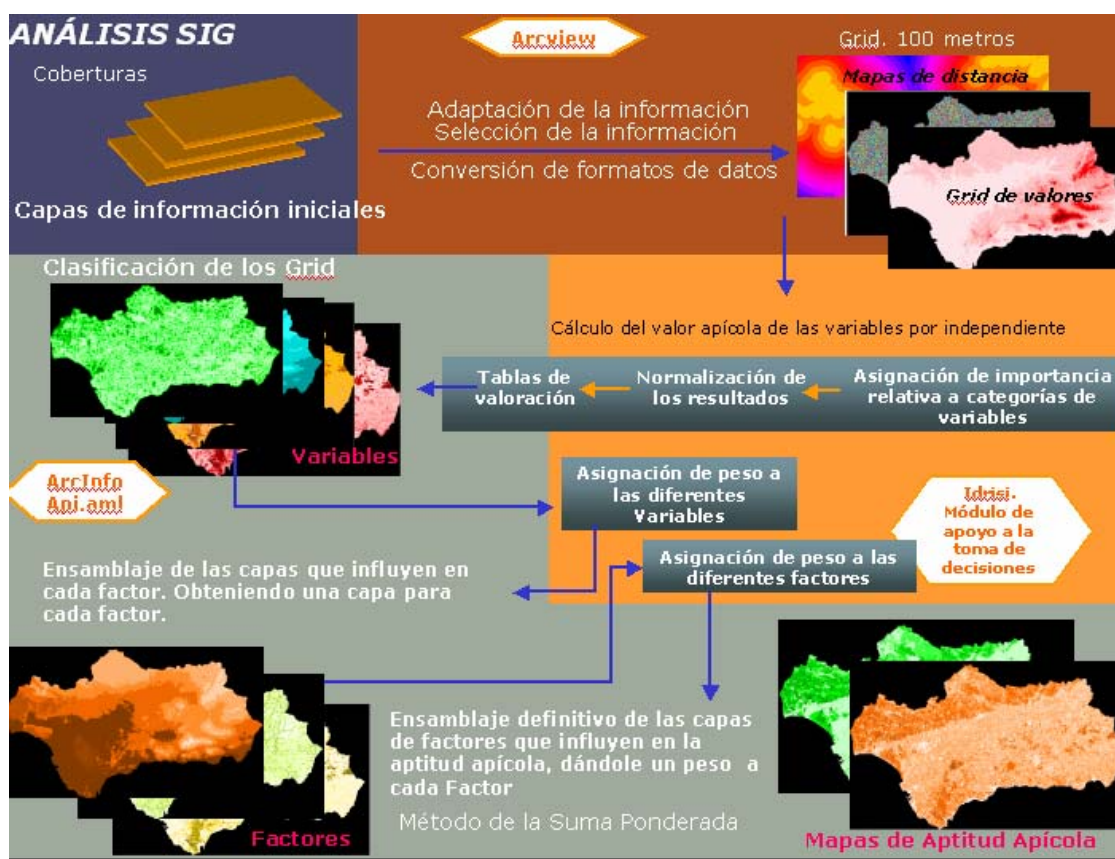 ANÁLISIS SIG
Coberturas
Capas de información iniciales
Arcview
Adaptación de la información
Selección de la información
Conversión de formatos de datos
Grid. 100 metros
Mapas de distancia
Grid de valores
Clasificación de los Grid
Variables
Cálculo del valor apícola de las variables por independiente
Tablas de
valoración
Normalización de
los resultados
Asignación de importancia
relativa a categorías de
variables
ArcInfo
Api.aml
Asignación de peso a
las diferentes
Variables
Idrisi.
Módulo de
apoyo a la
toma de
decisiones
Asignación de peso a las
diferentes factores
Ensamblaje de las capas que influyen en
cada factor. Obteniendo una capa para
cada factor.
Factores
Ensamblaje definitivo de las capas
de factores que influyen en la
aptitud apícola, dándole un peso a
cada Factor
Método de la Suma Ponderada
Mapas de Aptitud Apícola